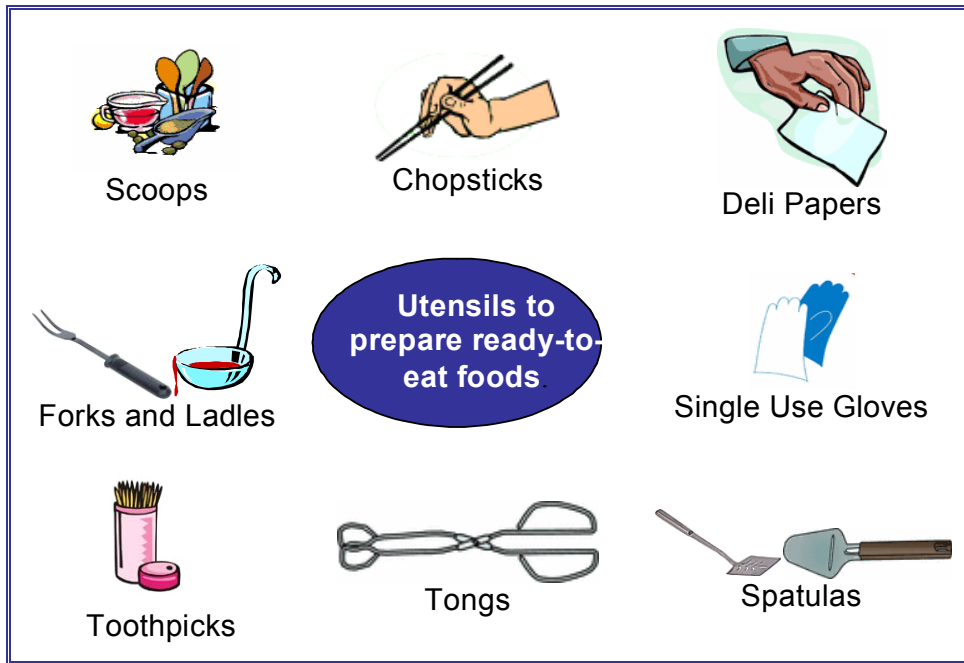 Scoops
Chopsticks
Deli Papers
Utensils to
prepare ready-to-
eat foods.
Forks and Ladles
Single Use Gloves
Toothpicks
Tongs
Spatulas